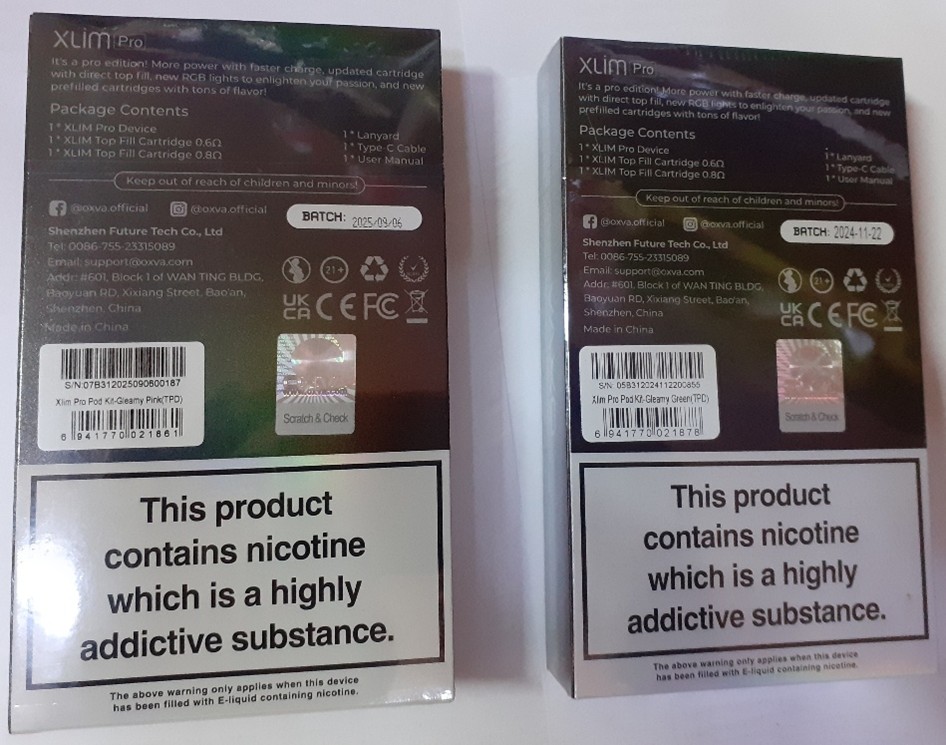 XLIM Pro
It's a pro edition! More power with faster charge, updated cartridge
with direct top fill, new RGB lights to enlighten your passion, and new
prefilled cartridges with tons of flavor!
Package Contents
1 * XLIM Pro Device
1 * XLIM Top Fill Cartridge 0.6Ω
1 * XLIM Top Fill Cartridge 0.8Ω
1 * Lanyard
1 * Type-C Cable
1 * User Manual
Keep out of reach of children and minors!
@oxva.official @oxva.official
BATCH: 2025/09/06
Shenzhen Future Tech Co., Ltd
Tel: 0086-755-23315089
Email: support@oxva.com
Addr: #601, Block 1 of WAN TING BLDG,
Baoyuan RD, Xixiang Street, Bao'an,
Shenzhen, China
Made in China
21+
UK
CA CE FC
S/N:07B312025090600187
Xlim Pro Pod Kit-Gleamy Pink(TPD)
6 941770 021861
Scratch & Check
This product
contains nicotine
which is a highly
addictive substance.
The above warning only applies when this device
has been filled with E-liquid containing nicotine.
XLIM Pro
It's a pro edition! More power with faster charge, updated cartridge
with direct top fill, new RGB lights to enlighten your passion, and new
prefilled cartridges with tons of flavor!
Package Contents
1 * XLIM Pro Device
1 * XLIM Top Fill Cartridge 0.6Ω
1 * XLIM Top Fill Cartridge 0.8Ω
1 * Lanyard
1 * Type-C Cable
1 * User Manual
Keep out of reach of children and minors!
@oxva.official @oxva.official
BATCH: 2024-11-22
Shenzhen Future Tech Co., Ltd
Tel: 0086-755-23315089
Email: support@oxva.com
Addr: #601, Block 1 of WAN TING BLDG,
Baoyuan RD, Xixiang Street, Bao'an,
Shenzhen, China
Made in China
21+
UK
CA CE FC
S/N: 05B312024112200855
Xlim Pro Pod Kit-Gleamy Green(TPD)
6 941770 021878
Scratch & Check
This product
contains nicotine
which is a highly
addictive substance.
The above warning only applies when this device
has been filled with E-liquid containing nicotine.